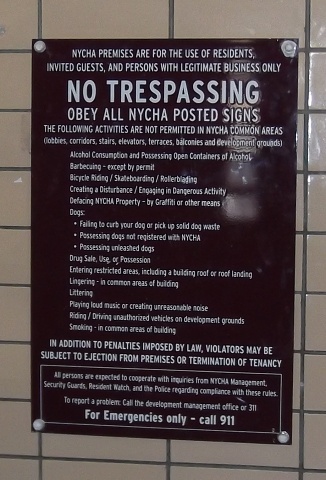 NYCHA PREMISES ARE FOR THE USE OF RESIDENTS,
INVITED GUESTS, AND PERSONS WITH LEGITIMATE BUSINESS ONLY
NO TRESPASSING
OBEY ALL NYCHA POSTED SIGNS
THE FOLLOWING ACTIVITIES ARE NOT PERMITTED IN NYCHA COMMON AREAS
(lobbies, corridors, stairs, elevators, terraces, balconies and development grounds)
Alcohol Consumption and Possessing Open Containers of Alcohol
Barbecuing - except by permit
Bicycle Riding / Skateboarding / Rollerblading
Creating a Disturbance / Engaging in Dangerous Activity
Defacing NYCHA Property - by Graffiti or other means
Dogs:
• Failing to curb your dog or pick up solid dog waste
• Possessing dogs not registered with NYCHA
• Possessing unleashed dogs
Drug Sale, Use, or Possession
Entering restricted areas, including a building roof or roof landing
Lingering - in common areas of building
Littering
Playing loud music or creating unreasonable noise
Riding / Driving unauthorized vehicles on development grounds
Smoking - in common areas of building
IN ADDITION TO PENALTIES IMPOSED BY LAW, VIOLATORS MAY BE
SUBJECT TO EJECTION FROM PREMISES OR TERMINATION OF TENANCY
All persons are expected to cooperate with inquiries from NYCHA Management,
Security Guards, Resident Watch, and the Police regarding compliance with these rules.
To report a problem: Call the development management office or 311
For Emergencies only - call 911